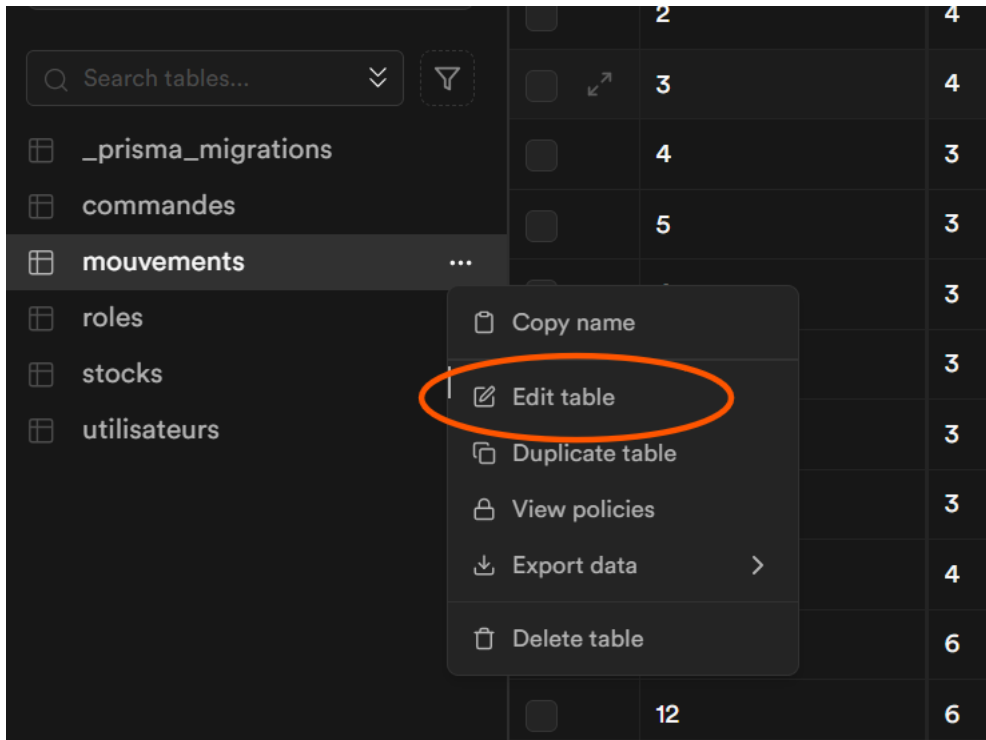 2 4
Search tables...
3 4
_prisma_migrations
4 3
commandes
5 3
mouvements ...
3
roles
Copy name
3
stocks
Edit table
utilisateurs
3
Duplicate table
3
View policies
Export data
4
Delete table
6
12 6